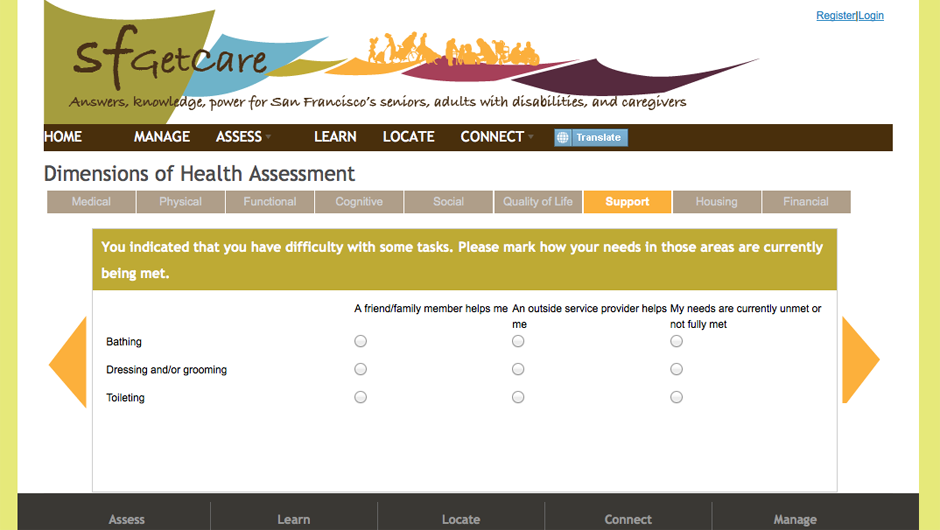 Register|Login
sfGetCare
Answers, knowledge, power for San Francisco's seniors, adults with disabilities, and caregivers
HOME MANAGE ASSESS LEARN LOCATE CONNECT Translate
Dimensions of Health Assessment
Medical Physical Functional Cognitive Social Quality of Life Support Housing Financial
You indicated that you have difficulty with some tasks. Please mark how your needs in those areas are currently
being met.
A friend/family member helps me An outside service provider helps My needs are currently unmet or
me not fully met
Bathing
Dressing and/or grooming
Toileting
Assess Learn Locate Connect Manage